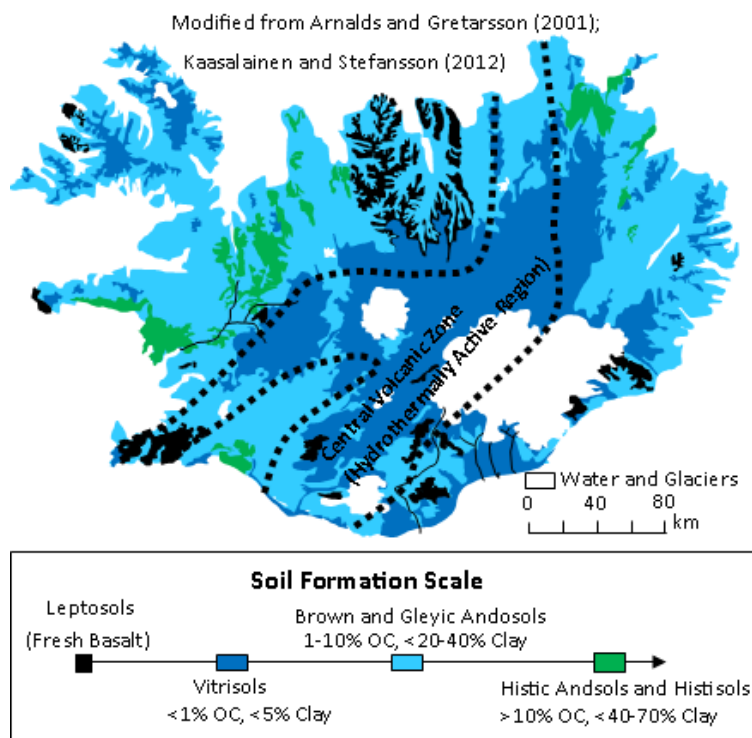 Modified from Arnalds and Gretarsson (2001);
Kaasalainen and Stefansson (2012)
Central Volcanic Zone
(Hydrothermally Active Region)
Water and Glaciers
0 40 80
km
Soil Formation Scale
Leptosols
(Fresh Basalt)
Brown and Gleyic Andosols
1-10% OC, <20-40% Clay
Vitrisols
<1% OC, <5% Clay
Histic Andsols and Histisols
>10% OC, <40-70% Clay